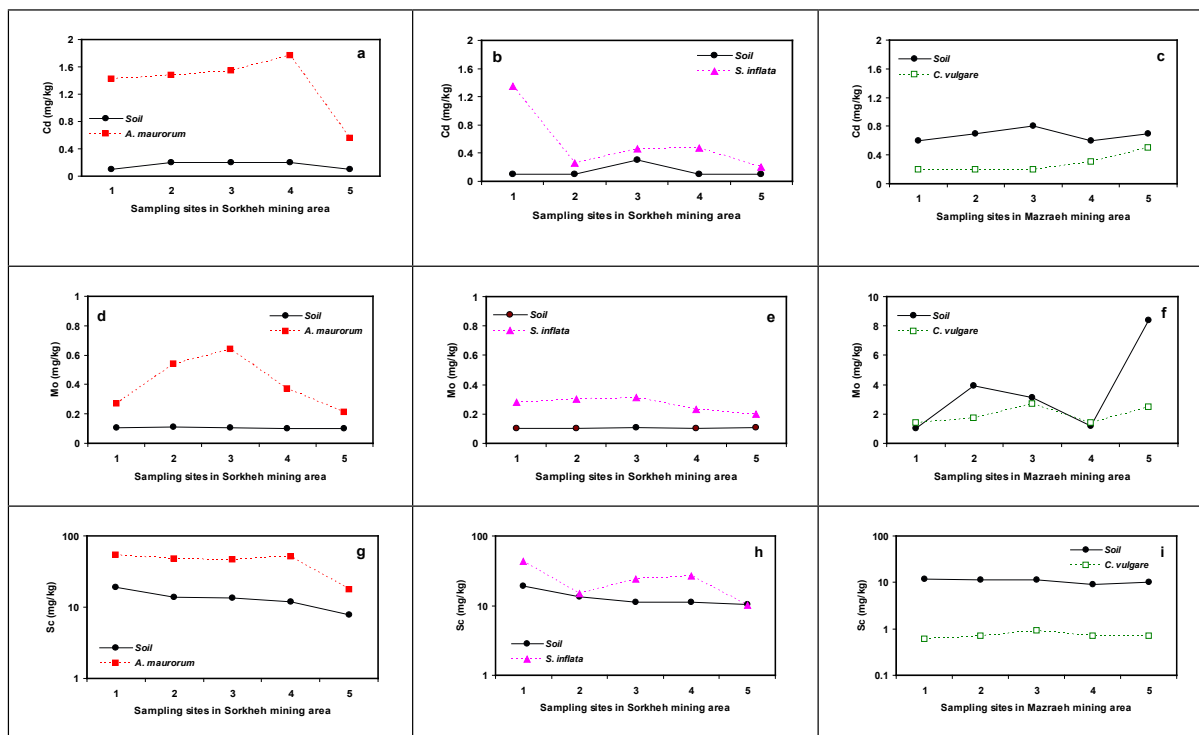 a
Cd (mg/kg)
2
1.6
1.2
0.8
0.4
0
Soil
A. maurorum
1 2 3 4 5
Sampling sites in Sorkheh mining area
b
Cd (mg/kg)
2
1.6
1.2
0.8
0.4
0
Soil
S. inflata
1 2 3 4 5
Sampling sites in Sorkheh mining area
c
Cd (mg/kg)
2
1.6
1.2
0.8
0.4
0
Soil
C. vulgare
1 2 3 4 5
Sampling sites in Mazraeh mining area
d
Mo (mg/kg)
1
0.8
0.6
0.4
0.2
0
Soil
A. maurorum
1 2 3 4 5
Sampling sites in Sorkheh mining area
e
Mo (mg/kg)
1
0.8
0.6
0.4
0.2
0
Soil
S. inflata
1 2 3 4 5
Sampling sites in Sorkheh mining area
f
Mo (mg/kg)
10
8
6
4
2
0
Soil
C. vulgare
1 2 3 4 5
Sampling sites in Mazraeh mining area
g
Sc (mg/kg)
100
10
1
Soil
A. maurorum
1 2 3 4 5
Sampling sites in Sorkheh mining area
h
Sc (mg/kg)
100
10
1
Soil
S. inflata
1 2 3 4 5
Sampling sites in Sorkheh mining area
i
Sc (mg/kg)
100
10
1
0.1
Soil
C. vulgare
1 2 3 4 5
Sampling sites in Mazraeh mining area